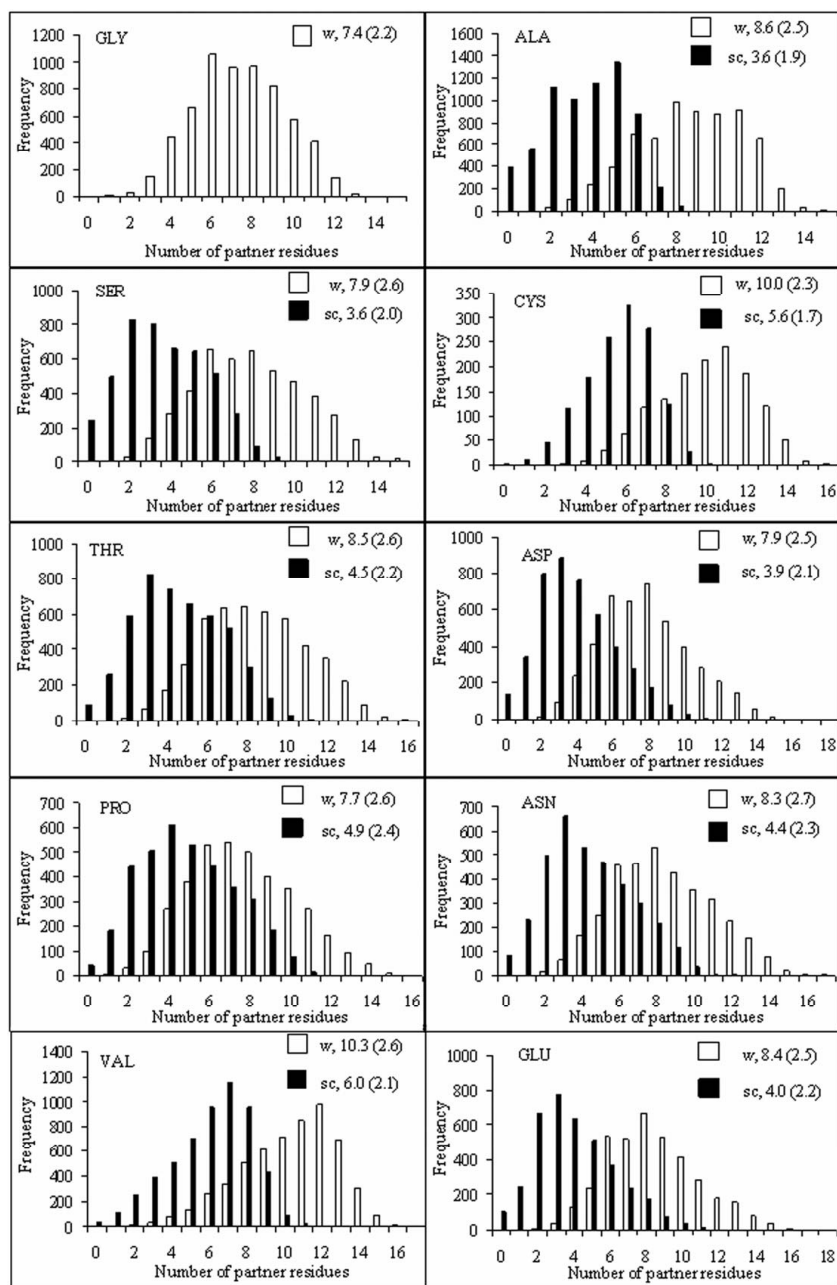 GLY
w, 7.4 (2.2)
Frequency
1200
1000
800
600
400
200
0
0 2 4 6 8 10 12 14
Number of partner residues
ALA
w, 8.6 (2.5)
sc, 3.6 (1.9)
Frequency
1600
1400
1200
1000
800
600
400
200
0
0 2 4 6 8 10 12 14
Number of partner residues
SER
w, 7.9 (2.6)
sc, 3.6 (2.0)
Frequency
1000
800
600
400
200
0
0 2 4 6 8 10 12 14
Number of partner residues
CYS
w, 10.0 (2.3)
sc, 5.6 (1.7)
Frequency
350
300
250
200
150
100
50
0
0 2 4 6 8 10 12 14 16
Number of partner residues
THR
w, 8.5 (2.6)
sc, 4.5 (2.2)
Frequency
1000
800
600
400
200
0
0 2 4 6 8 10 12 14 16
Number of partner residues
ASP
w, 7.9 (2.5)
sc, 3.9 (2.1)
Frequency
1000
800
600
400
200
0
0 2 4 6 8 10 12 14 16 18
Number of partner residues
PRO
w, 7.7 (2.6)
sc, 4.9 (2.4)
Frequency
700
600
500
400
300
200
100
0
0 2 4 6 8 10 12 14 16
Number of partner residues
ASN
w, 8.3 (2.7)
sc, 4.4 (2.3)
Frequency
700
600
500
400
300
200
100
0
0 2 4 6 8 10 12 14 16
Number of partner residues
VAL
w, 10.3 (2.6)
sc, 6.0 (2.1)
Frequency
1400
1200
1000
800
600
400
200
0
0 2 4 6 8 10 12 14 16
Number of partner residues
GLU
w, 8.4 (2.5)
sc, 4.0 (2.2)
Frequency
1000
800
600
400
200
0
0 2 4 6 8 10 12 14 16 18
Number of partner residues